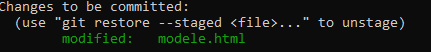 Changes to be committed:
  (use "git restore --staged <file>..." to unstage)
        modified:   modele.html